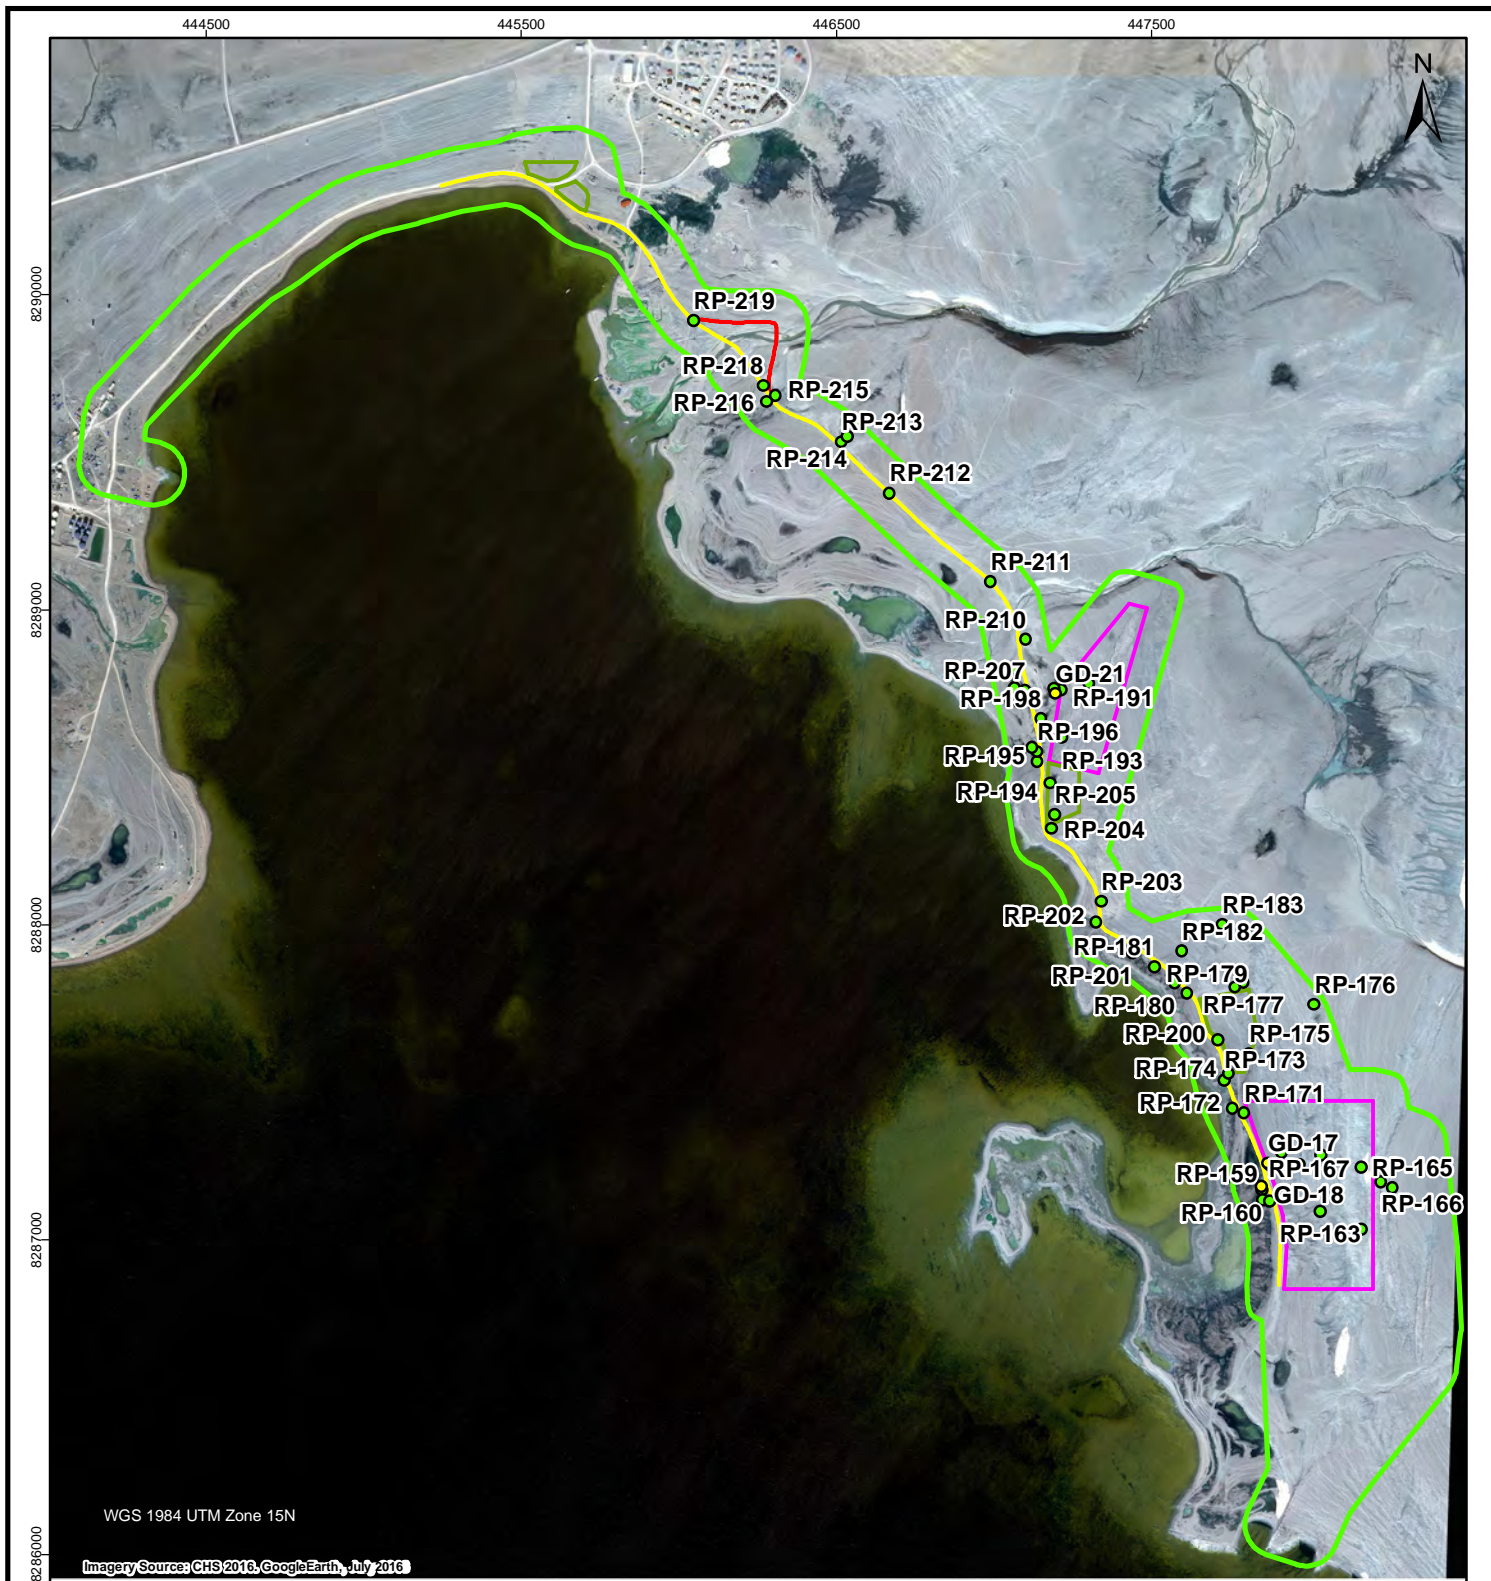 444500
445500
446500
447500
N
8290000
8289000
8288000
8287000
8286000
RP-219
RP-218
RP-215
RP-216
RP-213
RP-214
RP-212
RP-211
RP-210
RP-207
GD-21
RP-198
RP-191
RP-196
RP-195
RP-193
RP-194
RP-205
RP-204
RP-203
RP-202
RP-183
RP-182
RP-181
RP-201
RP-179
RP-176
RP-180
RP-177
RP-200
RP-175
RP-174
RP-173
RP-172
RP-171
GD-17
RP-159
RP-167
RP-165
RP-160
GD-18
RP-166
RP-163
WGS 1984 UTM Zone 15N
Imagery Source: CHS 2016. GoogleEarth, July 2016